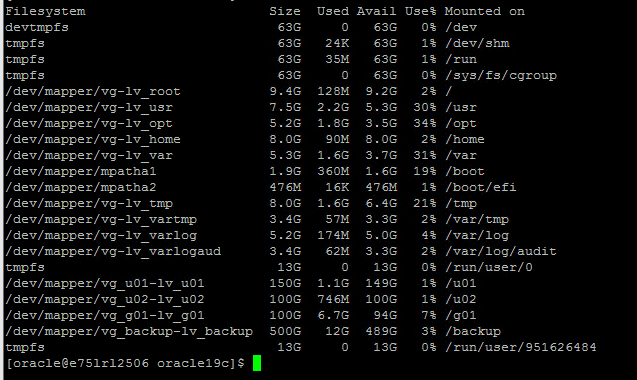 Filesystem Size Used Avail Use% Mounted on
devtmpfs 63G 0 63G 0% /dev
tmpfs 63G 24K 63G 1% /dev/shm
tmpfs 63G 35M 63G 1% /run
tmpfs 63G 0 63G 0% /sys/fs/cgroup
/dev/mapper/vg-lv_root 9.4G 128M 9.2G 2% /
/dev/mapper/vg-lv_usr 7.5G 2.2G 5.3G 30% /usr
/dev/mapper/vg-lv_opt 5.2G 1.8G 3.5G 34% /opt
/dev/mapper/vg-lv_home 8.0G 90M 8.0G 2% /home
/dev/mapper/vg-lv_var 5.3G 1.6G 3.7G 31% /var
/dev/mapper/mpatha1 1.9G 360M 1.6G 19% /boot
/dev/mapper/mpatha2 476M 16K 476M 1% /boot/efi
/dev/mapper/vg-lv_tmp 8.0G 1.6G 6.4G 21% /tmp
/dev/mapper/vg-lv_vartmp 3.4G 57M 3.3G 2% /var/tmp
/dev/mapper/vg-lv_varlog 5.2G 174M 5.0G 4% /var/log
/dev/mapper/vg-lv_varlogaud 3.4G 62M 3.3G 2% /var/log/audit
tmpfs 13G 0 13G 0% /run/user/0
/dev/mapper/vg_u01-lv_u01 150G 1.1G 149G 1% /u01
/dev/mapper/vg_u02-lv_u02 100G 746M 100G 1% /u02
/dev/mapper/vg_g01-lv_g01 100G 6.7G 94G 7% /g01
/dev/mapper/vg_backup-lv_backup 500G 12G 489G 3% /backup
tmpfs 13G 0 13G 0% /run/user/951626484
[oracle@e75lrl2506 oracle19c]$